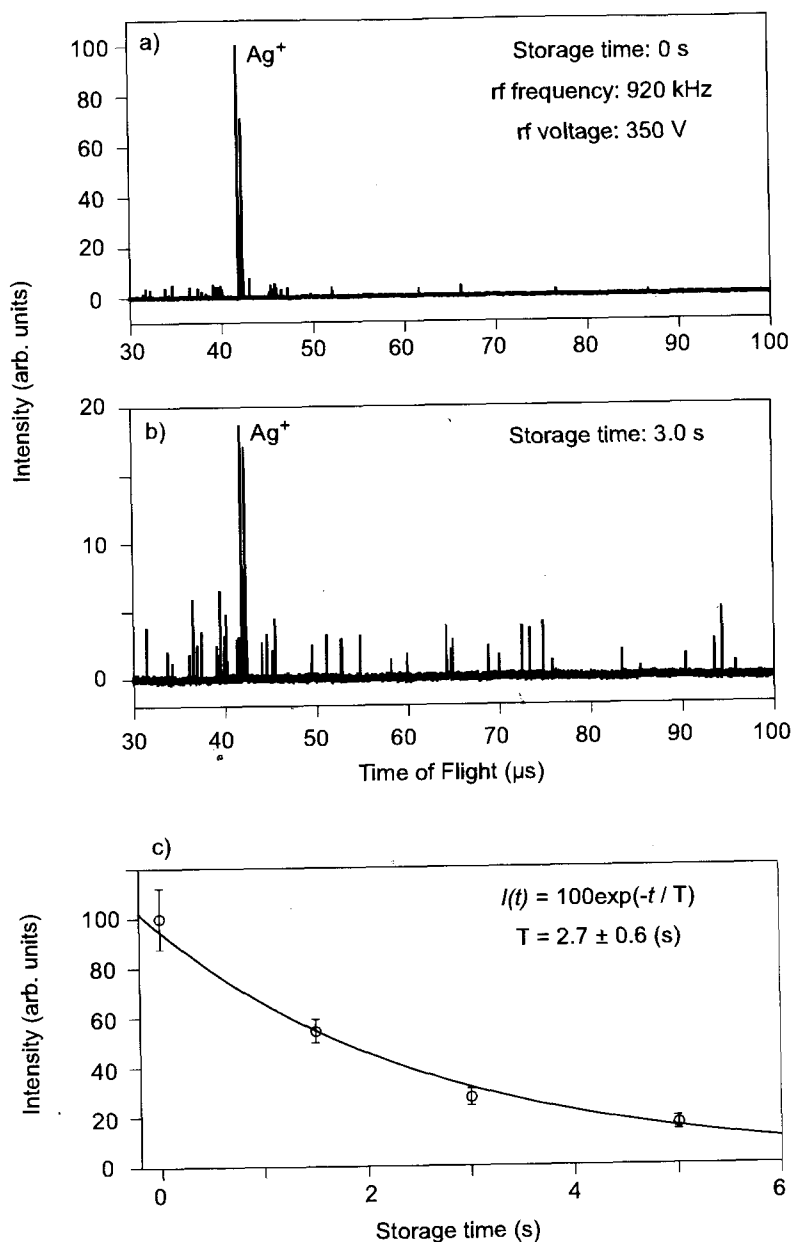 a)
Ag⁺
Storage time: 0 s
rf frequency: 920 kHz
rf voltage: 350 V
100
80
60
40
20
0
30 40 50 60 70 80 90 100
b)
Ag⁺
Storage time: 3.0 s
20
10
0
30 40 50 60 70 80 90 100
Time of Flight (µs)
Intensity (arb. units)
c)
I(t) = 100exp(-t / T)
T = 2.7 ± 0.6 (s)
100
80
60
40
20
0
0 2 4 6
Storage time (s)
Intensity (arb. units)